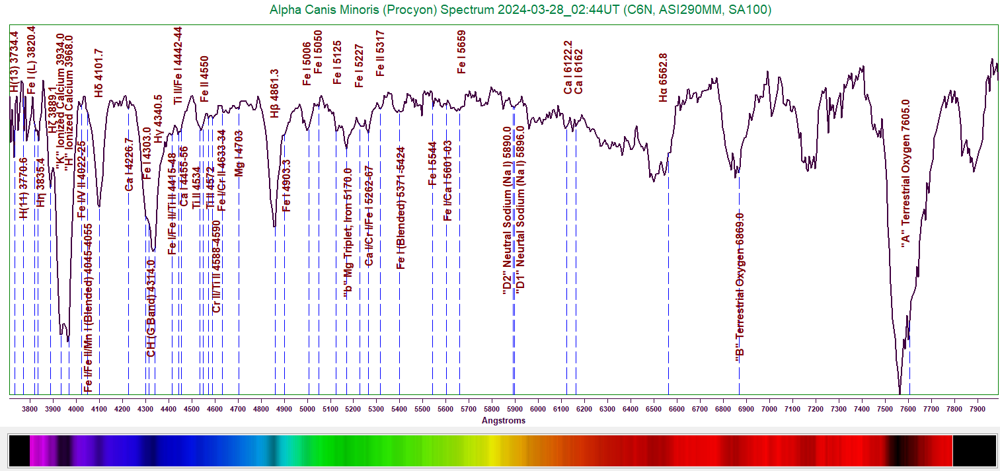 Alpha Canis Minoris (Procyon) Spectrum 2024-03-28_02:44UT (C6N, ASI290MM, SA100)
H(13) 3734.4
H(11) 3770.6
Fe I (L) 3820.4
Hη 3835.4
Hζ 3889.1
"K" Ionized Calcium 3934.0
"H" Ionized Calcium 3968.0
Fe I/V II 4022-25
Fe I/Fe II/Mn I (Blended) 4045-4055
Hδ 4101.7
Ca I 4226.7
Fe I 4303.0
CH (G Band) 4314.0
Hγ 4340.5
Fe I/Fe II/Ti II 4415-48
Ti II/Fe I 4442-44
Ca I 4455-56
Ti II 4534
Fe II 4550
Ti II 4572
Cr II/Ti II 4588-4590
Fe I/Cr II 4633-34
Mg I 4703
Hβ 4861.3
Fe I 4903.3
Fe I 5006
Fe I 5050
Fe I 5125
"b" Mg Triplet, Iron 5170.0
Fe I 5227
Ca I/Cr I/Fe I 5262-67
Fe II 5317
Fe I (Blended) 5371-5424
Fe I 5544
Fe I/Ca I 5601-03
Fe I 5659
"D2" Neutral Sodium (Na I) 5890.0
"D1" Neurtal Sodium (Na I) 5896.0
Ca I 6122.2
Ca I 6162
Hα 6562.8
"B" Terrestrial Oxygen 6869.0
"A" Terrestrial Oxygen 7605.0
3800 3900 4000 4100 4200 4300 4400 4500 4600 4700 4800 4900 5000 5100 5200 5300 5400 5500 5600 5700 5800 5900 6000 6100 6200 6300 6400 6500 6600 6700 6800 6900 7000 7100 7200 7300 7400 7500 7600 7700 7800 7900
Angstroms